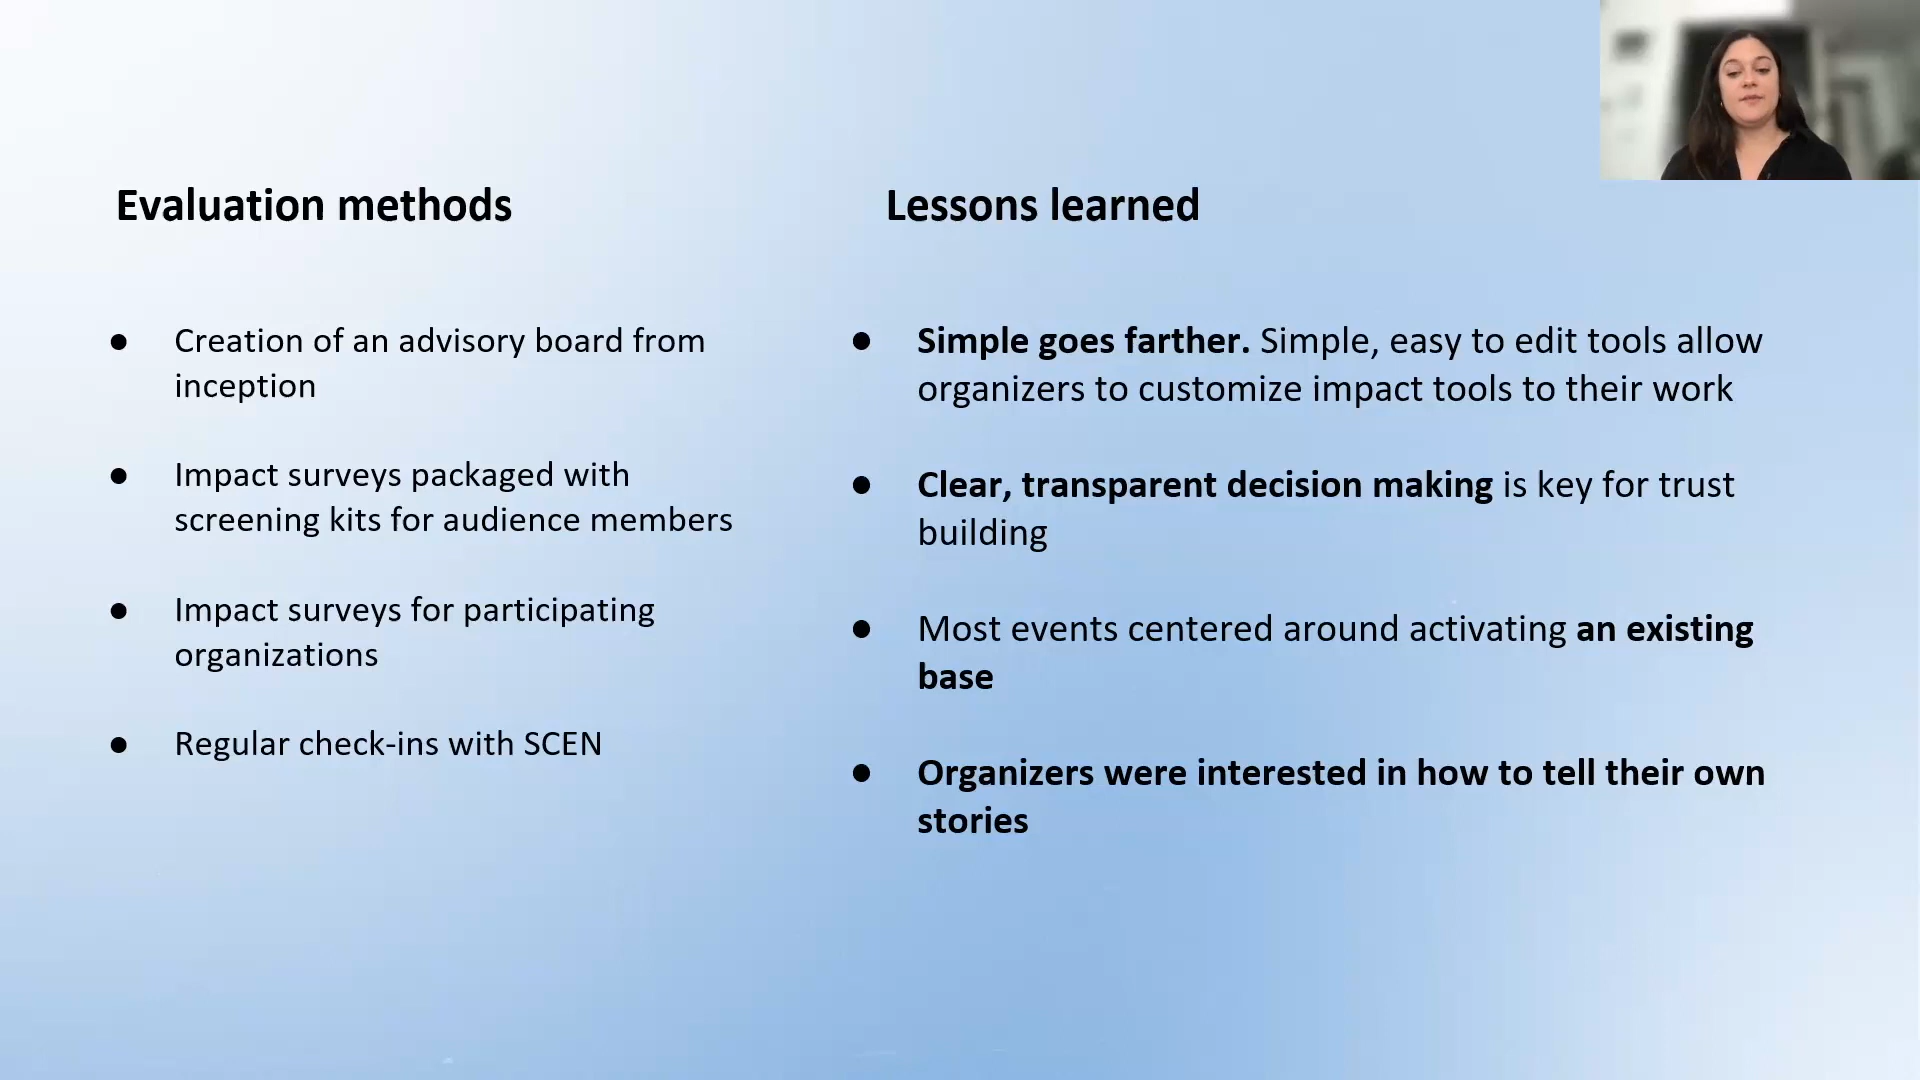 Evaluation methods
● Creation of an advisory board from
inception
● Impact surveys packaged with
screening kits for audience members
● Impact surveys for participating
organizations
● Regular check-ins with SCEN
Lessons learned
● Simple goes farther. Simple, easy to edit tools allow
organizers to customize impact tools to their work
● Clear, transparent decision making is key for trust
building
● Most events centered around activating an existing
base
● Organizers were interested in how to tell their own
stories